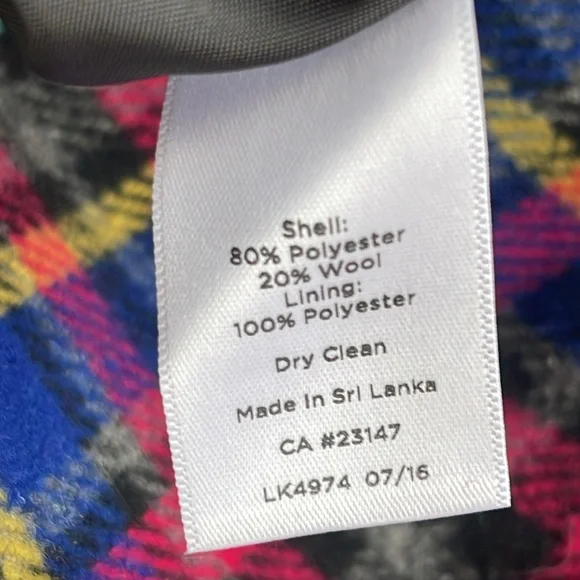 Shell:
80% Polyester
20% Wool
Lining:
100% Polyester
Dry Clean
Made In Sri Lanka
CA #23147
LK4974 07/16